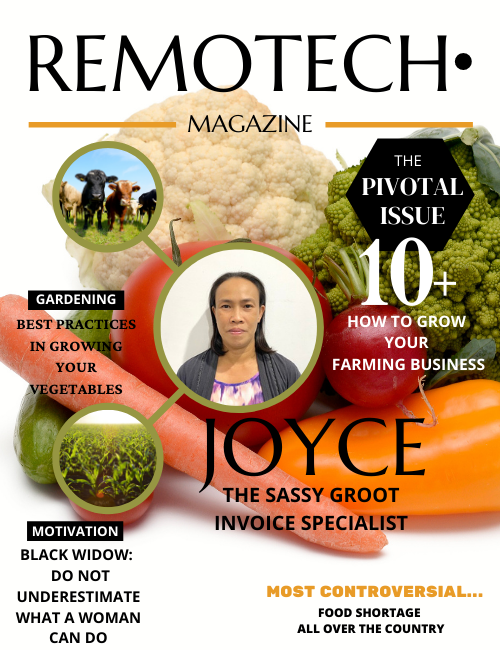 REMOTECH•
MAGAZINE
THE
PIVOTAL
ISSUE
10+
HOW TO GROW
YOUR
FARMING BUSINESS
GARDENING
BEST PRACTICES
IN GROWING
YOUR
VEGETABLES
JOYCE
THE SASSY GROOT
INVOICE SPECIALIST
MOTIVATION
BLACK WIDOW:
DO NOT
UNDERESTIMATE
WHAT A WOMAN
CAN DO
MOST CONTROVERSIAL...
FOOD SHORTAGE
ALL OVER THE COUNTRY